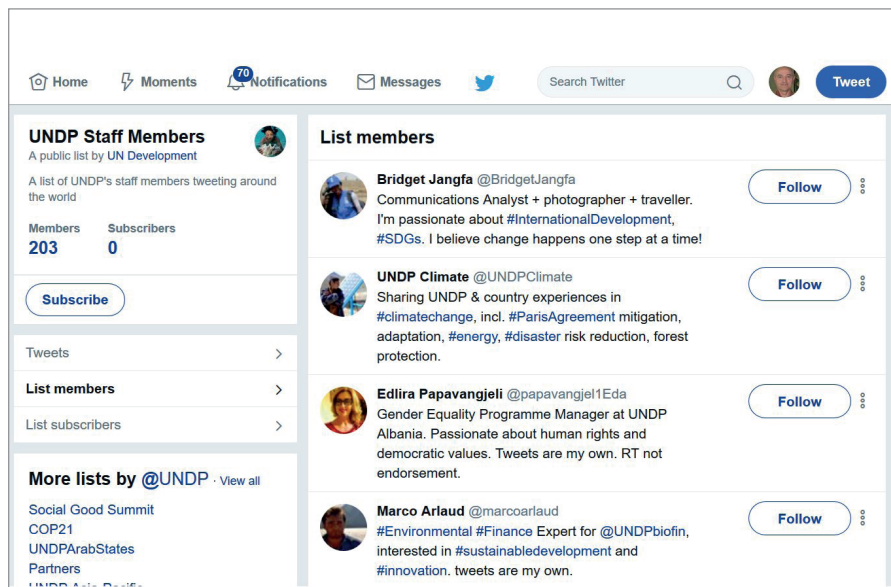 Home
Moments
70
Notifications
Messages
Search Twitter
Tweet
UNDP Staff Members
A public list by UN Development
A list of UNDP's staff members tweeting around
the world
Members Subscribers
203 0
Subscribe
Tweets
List members
List subscribers
More lists by @UNDP · View all
Social Good Summit
COP21
UNDPArabStates
Partners
UNDP Asia-Pacific
List members
Bridget Jangfa @BridgetJangfa
Communications Analyst + photographer + traveller.
I'm passionate about #InternationalDevelopment,
#SDGs. I believe change happens one step at a time!
Follow
UNDP Climate @UNDPClimate
Sharing UNDP & country experiences in
#climatechange, incl. #ParisAgreement mitigation,
adaptation, #energy, #disaster risk reduction, forest
protection.
Follow
Edlira Papavangjeli @papavangjel1Eda
Gender Equality Programme Manager at UNDP
Albania. Passionate about human rights and
democratic values. Tweets are my own. RT not
endorsement.
Follow
Marco Arlaud @marcoarlaud
#Environmental #Finance Expert for @UNDPbiofin,
interested in #sustainabledevelopment and
#innovation. tweets are my own.
Follow